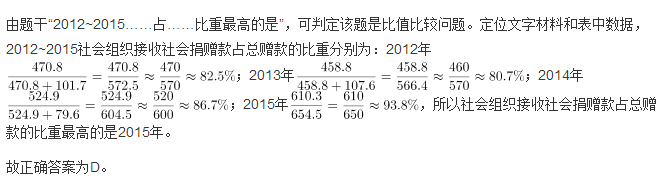 由题干“2012~2015……占……比重最高的是”，可判定该题是比值比较问题。定位文字材料和表中数据，
2012~2015社会组织接收社会捐赠款占总赠款的比重分别为：2012年
$\frac{470.8}{470.8+101.7}=\frac{470.8}{572.5}\approx\frac{470}{570}\approx 82.5\%$；2013年$\frac{458.8}{458.8+107.6}=\frac{458.8}{566.4}\approx\frac{460}{570}\approx 80.7\%$；2014年
$\frac{524.9}{524.9+79.6}=\frac{524.9}{604.5}\approx\frac{520}{600}\approx 86.7\%$；2015年$\frac{610.3}{654.5}=\frac{610}{650}\approx 93.8\%$，所以社会组织接收社会捐赠款占总赠
款的比重最高的是2015年。
故正确答案为D。